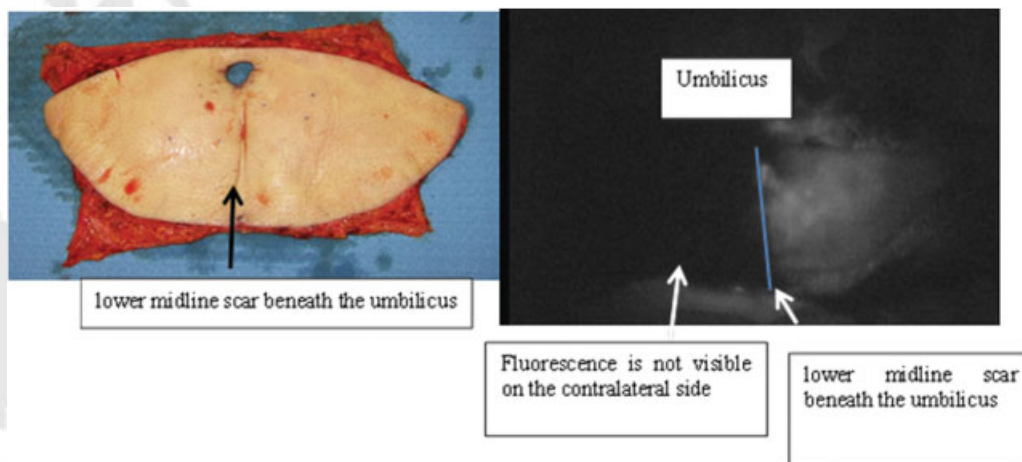 Umbilicus
lower midline scar beneath the umbilicus
Fluorescence is not visible
on the contralateral side
lower midline scar
beneath the umbilicus